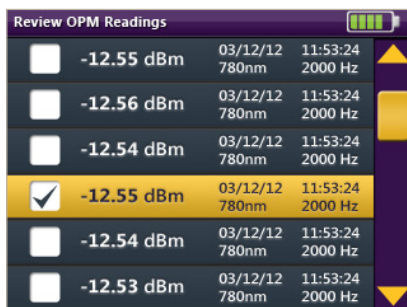 Review OPM Readings
-12.55 dBm 03/12/12 11:53:24
780nm 2000 Hz
-12.56 dBm 03/12/12 11:53:24
780nm 2000 Hz
-12.54 dBm 03/12/12 11:53:24
780nm 2000 Hz
-12.55 dBm 03/12/12 11:53:24
780nm 2000 Hz
-12.54 dBm 03/12/12 11:53:24
780nm 2000 Hz
-12.53 dBm 03/12/12 11:53:24
780nm 2000 Hz